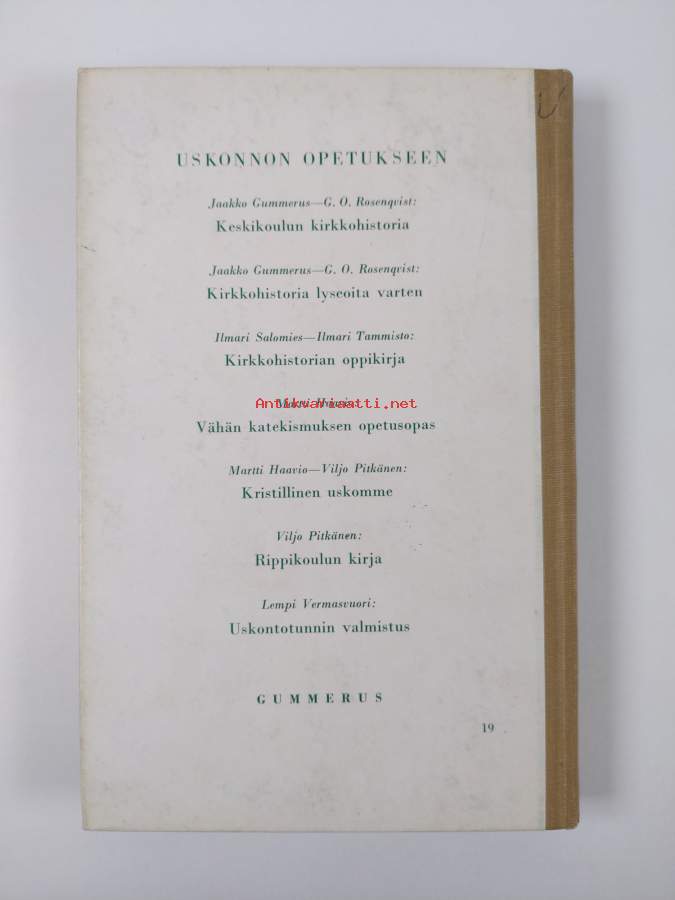 USKONNON OPETUKSEEN
Jaakko Gummerus—G. O. Rosenqvist:
Keskikoulun kirkkohistoria
Jaakko Gummerus—G. O. Rosenqvist:
Kirkkohistoria lyseoita varten
Ilmari Salomies—Ilmari Tammisto:
Kirkkohistorian oppikirja
Martti Haavio:
Antikvariaatti.net
Vähän katekismuksen opetusopas
Martti Haavio—Viljo Pitkänen:
Kristillinen uskomme
Viljo Pitkänen:
Rippikoulun kirja
Lempi Vermasvuori:
Uskontotunnin valmistus
GUMMERUS
19